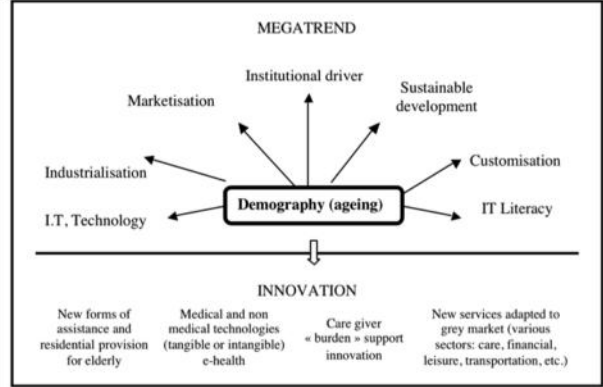 MEGATREND
Institutional driver
Marketisation
Sustainable
development
Industrialisation
Customisation
Demography (ageing)
I.T, Technology
IT Literacy
INNOVATION
New forms of
assistance and
residential provision
for elderly
Medical and non
medical technologies
(tangible or intangible)
e-health
Care giver
« burden » support
innovation
New services adapted to
grey market (various
sectors: care, financial,
leisure, transportation, etc.)